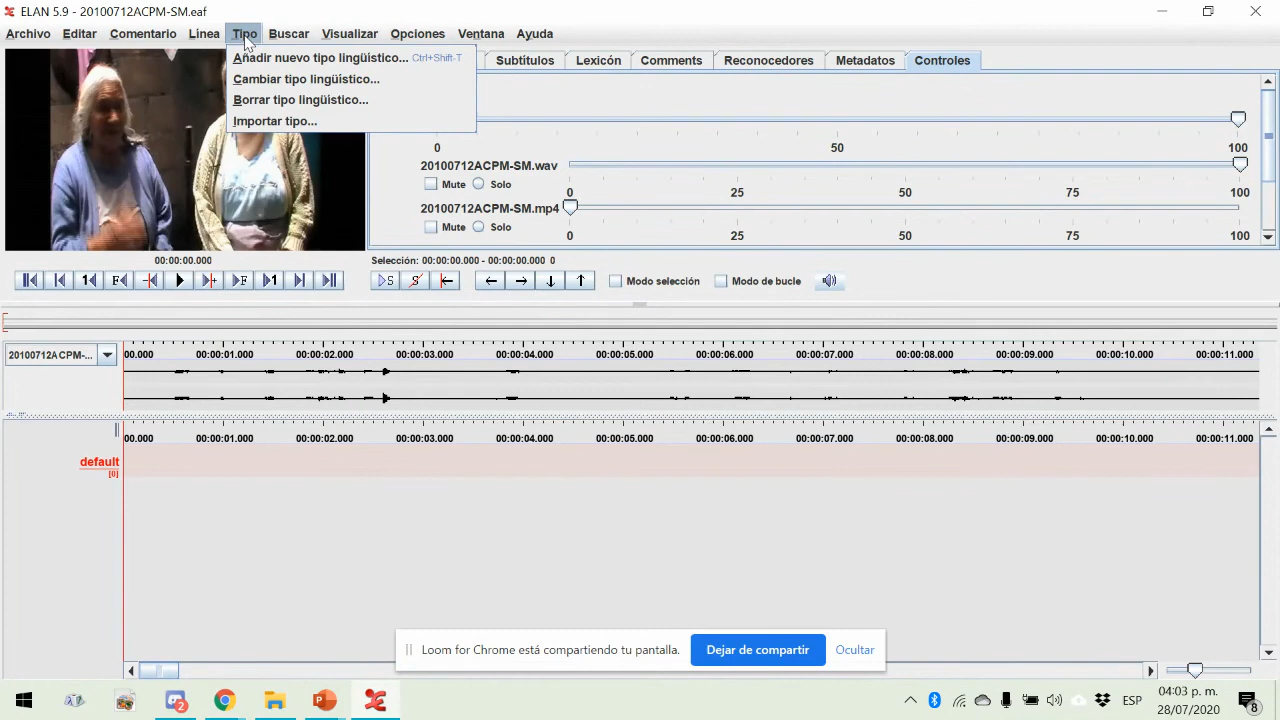 ELAN 5.9 - 20100712ACPM-SM.eaf
Archivo Editar Comentario Línea Tipo Buscar Visualizar Opciones Ventana Ayuda
Añadir nuevo tipo lingüístico... Ctrl+Shift-T
Cambiar tipo lingüístico...
Borrar tipo lingüistico...
Importar tipo...
Subtítulos Lexicón Comments Reconocedores Metadatos Controles
0 50 100
20100712ACPM-SM.wav
Mute Solo
0 25 50 75 100
20100712ACPM-SM.mp4
Mute Solo
0 25 50 75 100
00:00:00.000
Selección: 00:00:00.000 - 00:00:00.000 0
Modo selección Modo de bucle
20100712ACPM-...
00.000 00:00:01.000 00:00:02.000 00:00:03.000 00:00:04.000 00:00:05.000 00:00:06.000 00:00:07.000 00:00:08.000 00:00:09.000 00:00:10.000 00:00:11.000
00.000 00:00:01.000 00:00:02.000 00:00:03.000 00:00:04.000 00:00:05.000 00:00:06.000 00:00:07.000 00:00:08.000 00:00:09.000 00:00:10.000 00:00:11.000
default
[0]
Loom for Chrome está compartiendo tu pantalla. Dejar de compartir Ocultar
2
ESP
04:03 p. m.
28/07/2020
8